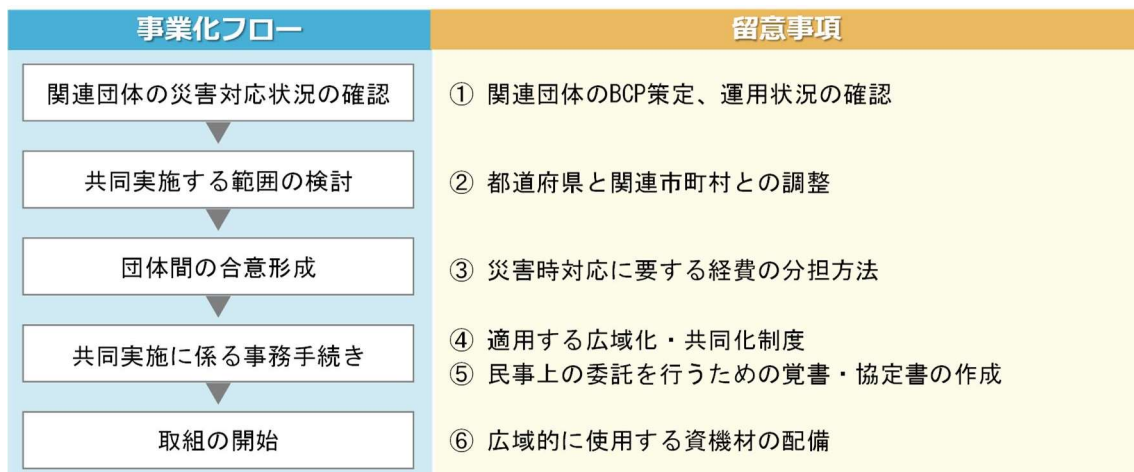 事業化フロー
留意事項
関連団体の災害対応状況の確認
① 関連団体のBCP策定、運用状況の確認
共同実施する範囲の検討
② 都道府県と関連市町村との調整
団体間の合意形成
③ 災害時対応に要する経費の分担方法
共同実施に係る事務手続き
④ 適用する広域化・共同化制度
⑤ 民事上の委託を行うための覚書・協定書の作成
取組の開始
⑥ 広域的に使用する資機材の配備